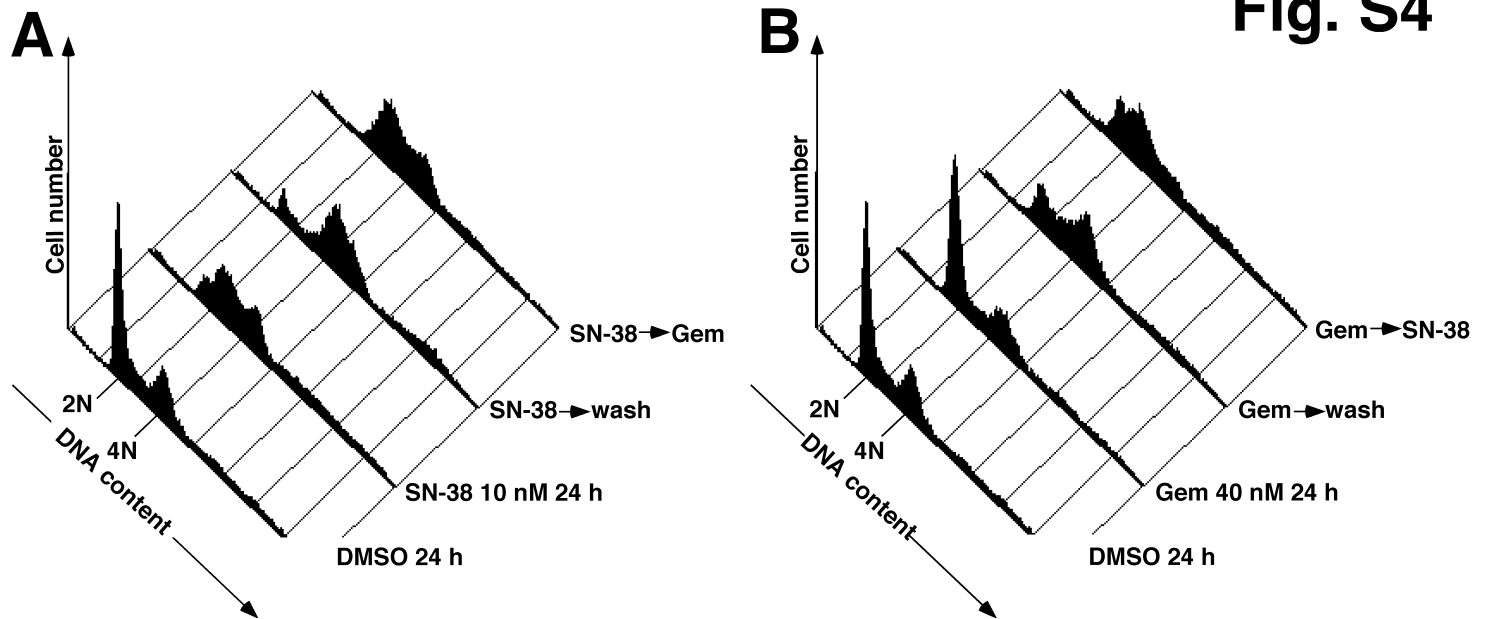 Fig. S4
A
Cell number
2N
4N
DNA content
DMSO 24 h
SN-38 10 nM 24 h
SN-38→wash
SN-38→Gem
B
Cell number
2N
4N
DNA content
DMSO 24 h
Gem 40 nM 24 h
Gem→wash
Gem→SN-38